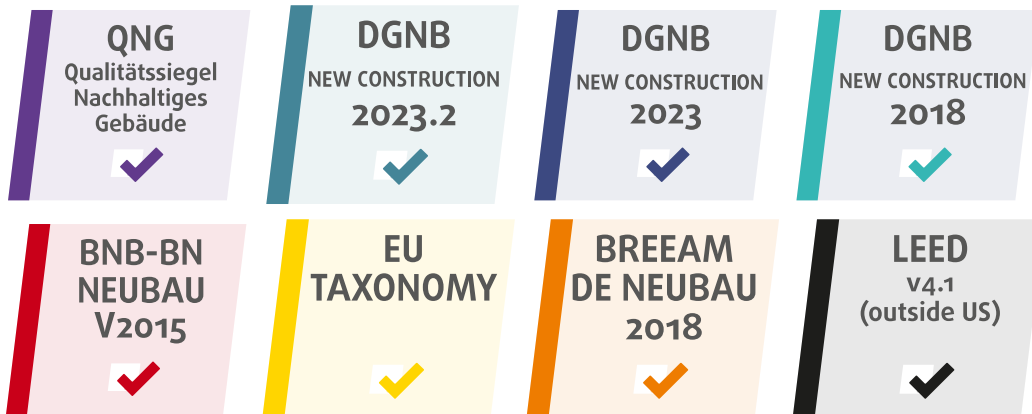 QNG
Qualitätssiegel
Nachhaltiges
Gebäude
DGNB
NEW CONSTRUCTION
2023.2
DGNB
NEW CONSTRUCTION
2023
DGNB
NEW CONSTRUCTION
2018
BNB-BN
NEUBAU
V2015
EU
TAXONOMY
BREEAM
DE NEUBAU
2018
LEED
v4.1
(outside US)